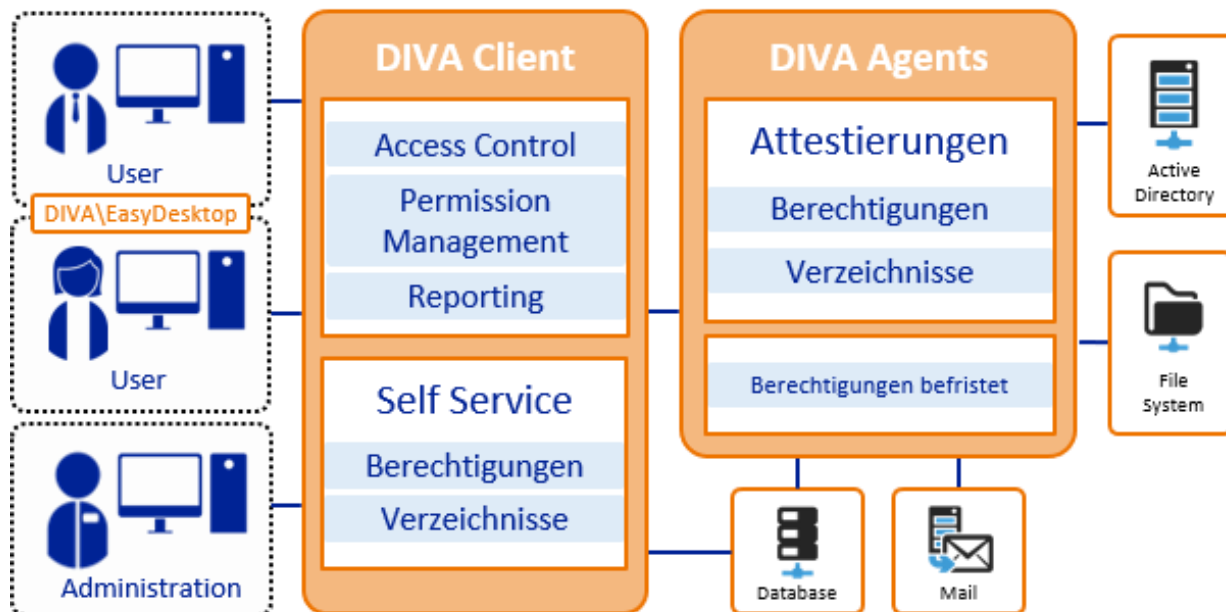 User
DIVA\EasyDesktop
User
Administration
DIVA Client
Access Control
Permission
Management
Reporting
Self Service
Berechtigungen
Verzeichnisse
DIVA Agents
Attestierungen
Berechtigungen
Verzeichnisse
Berechtigungen befristet
Active
Directory
File
System
Database
Mail